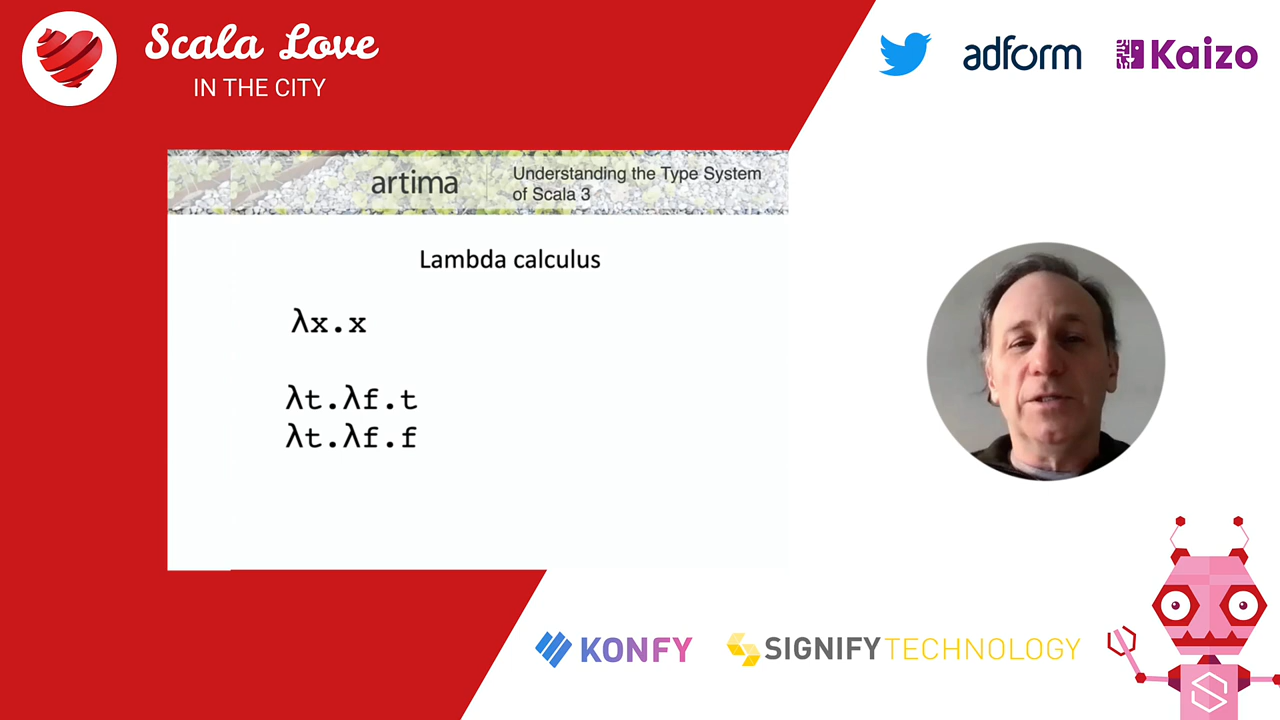 Scala Love
IN THE CITY
adform
Kaizo
artima
Understanding the Type System
of Scala 3
Lambda calculus
λx.x
λt.λf.t
λt.λf.f
KONFY
SIGNIFYTECHNOLOGY